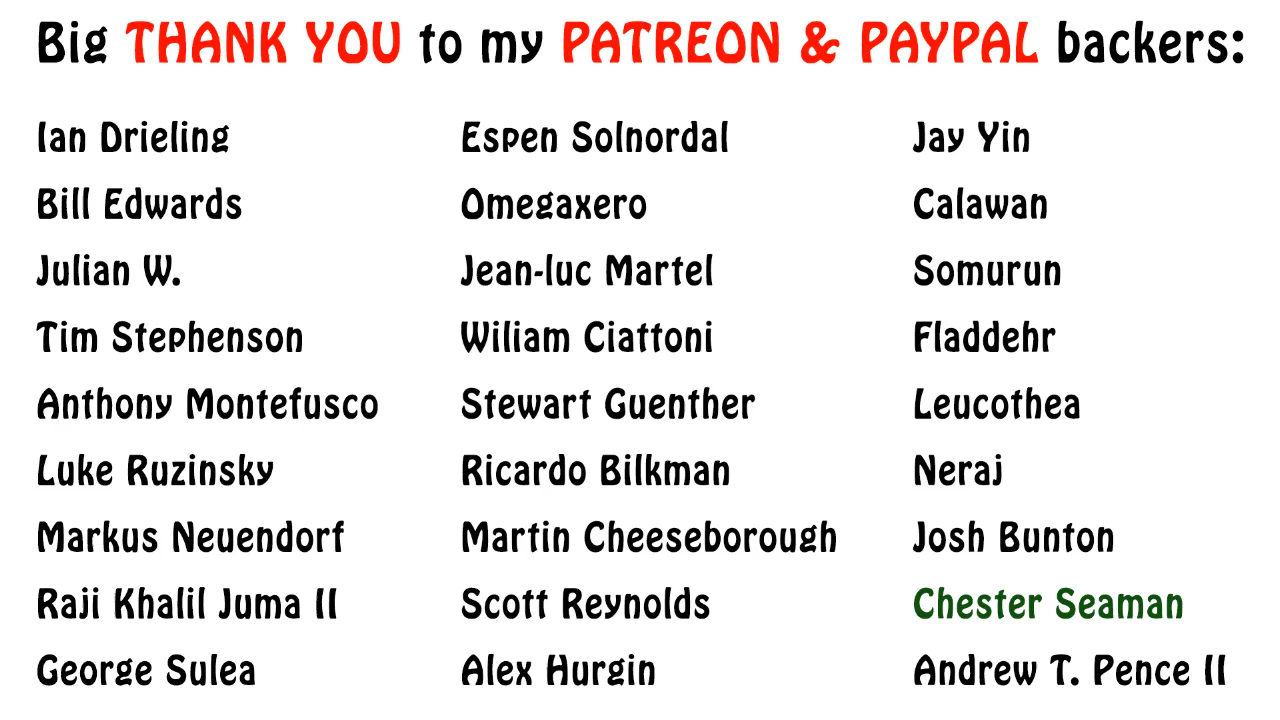 Big THANK YOU to my PATREON & PAYPAL backers:
Ian Drieling
Bill Edwards
Julian W.
Tim Stephenson
Anthony Montefusco
Luke Ruzinsky
Markus Neuendorf
Raji Khalil Juma II
George Sulea
Espen Solnordal
Omegaxero
Jean-luc Martel
Wiliam Ciattoni
Stewart Guenther
Ricardo Bilkman
Martin Cheeseborough
Scott Reynolds
Alex Hurgin
Jay Yin
Calawan
Somurun
Fladdehr
Leucothea
Neraj
Josh Bunton
Chester Seaman
Andrew T. Pence II